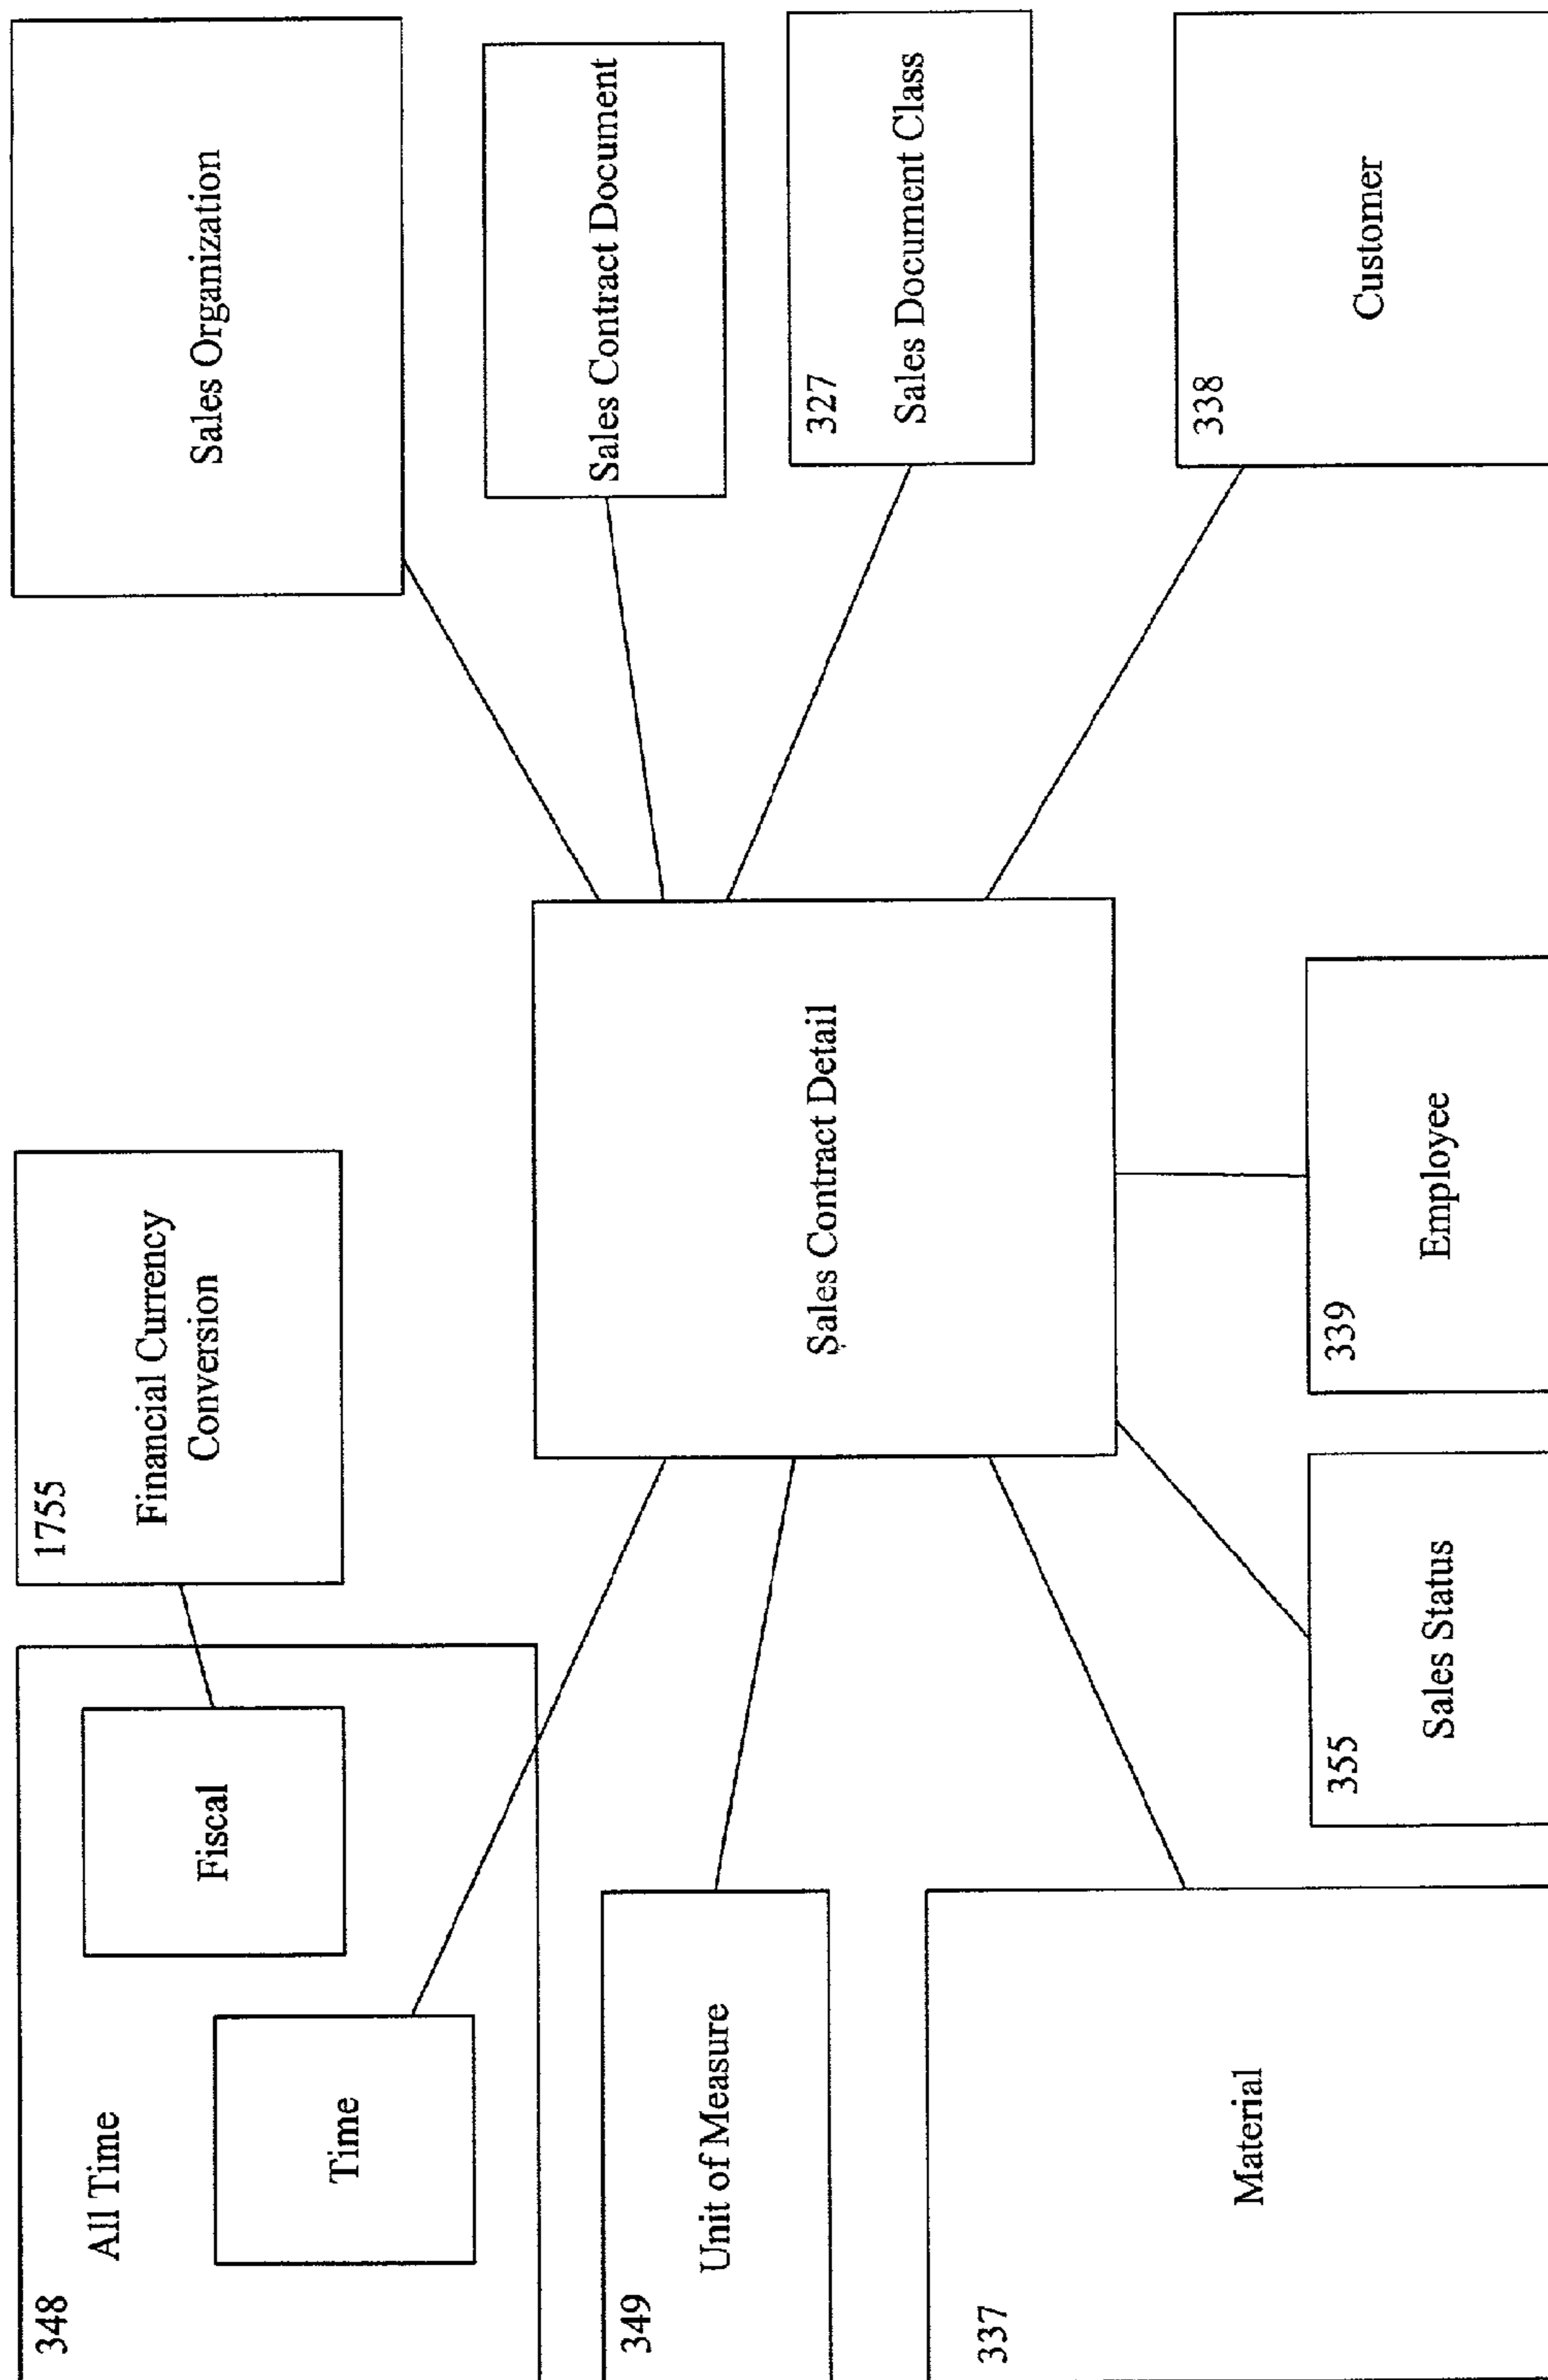 348
All Time
Time
Fiscal
1755
Financial Currency
Conversion
Sales Organization
349
Unit of Measure
Sales Contract Detail
Sales Contract Document
327
Sales Document Class
337
Material
355
Sales Status
339
Employee
338
Customer